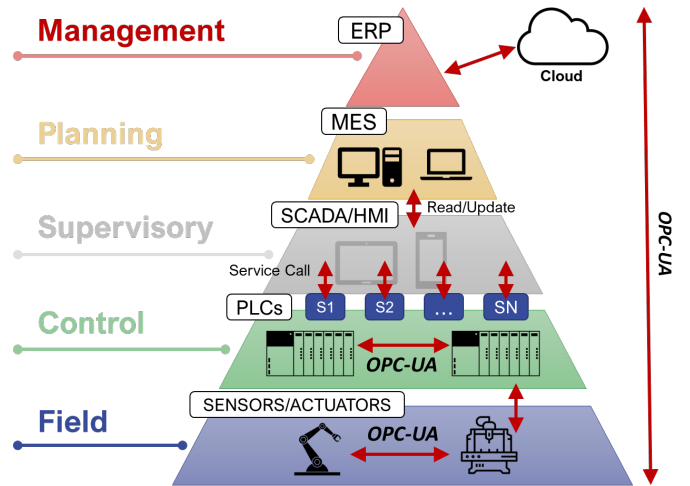 Management
ERP
Cloud
Planning
MES
Read/Update
Supervisory
SCADA/HMI
Service Call
OPC-UA
PLCs
S1
S2
...
SN
Control
OPC-UA
SENSORS/ACTUATORS
Field
OPC-UA